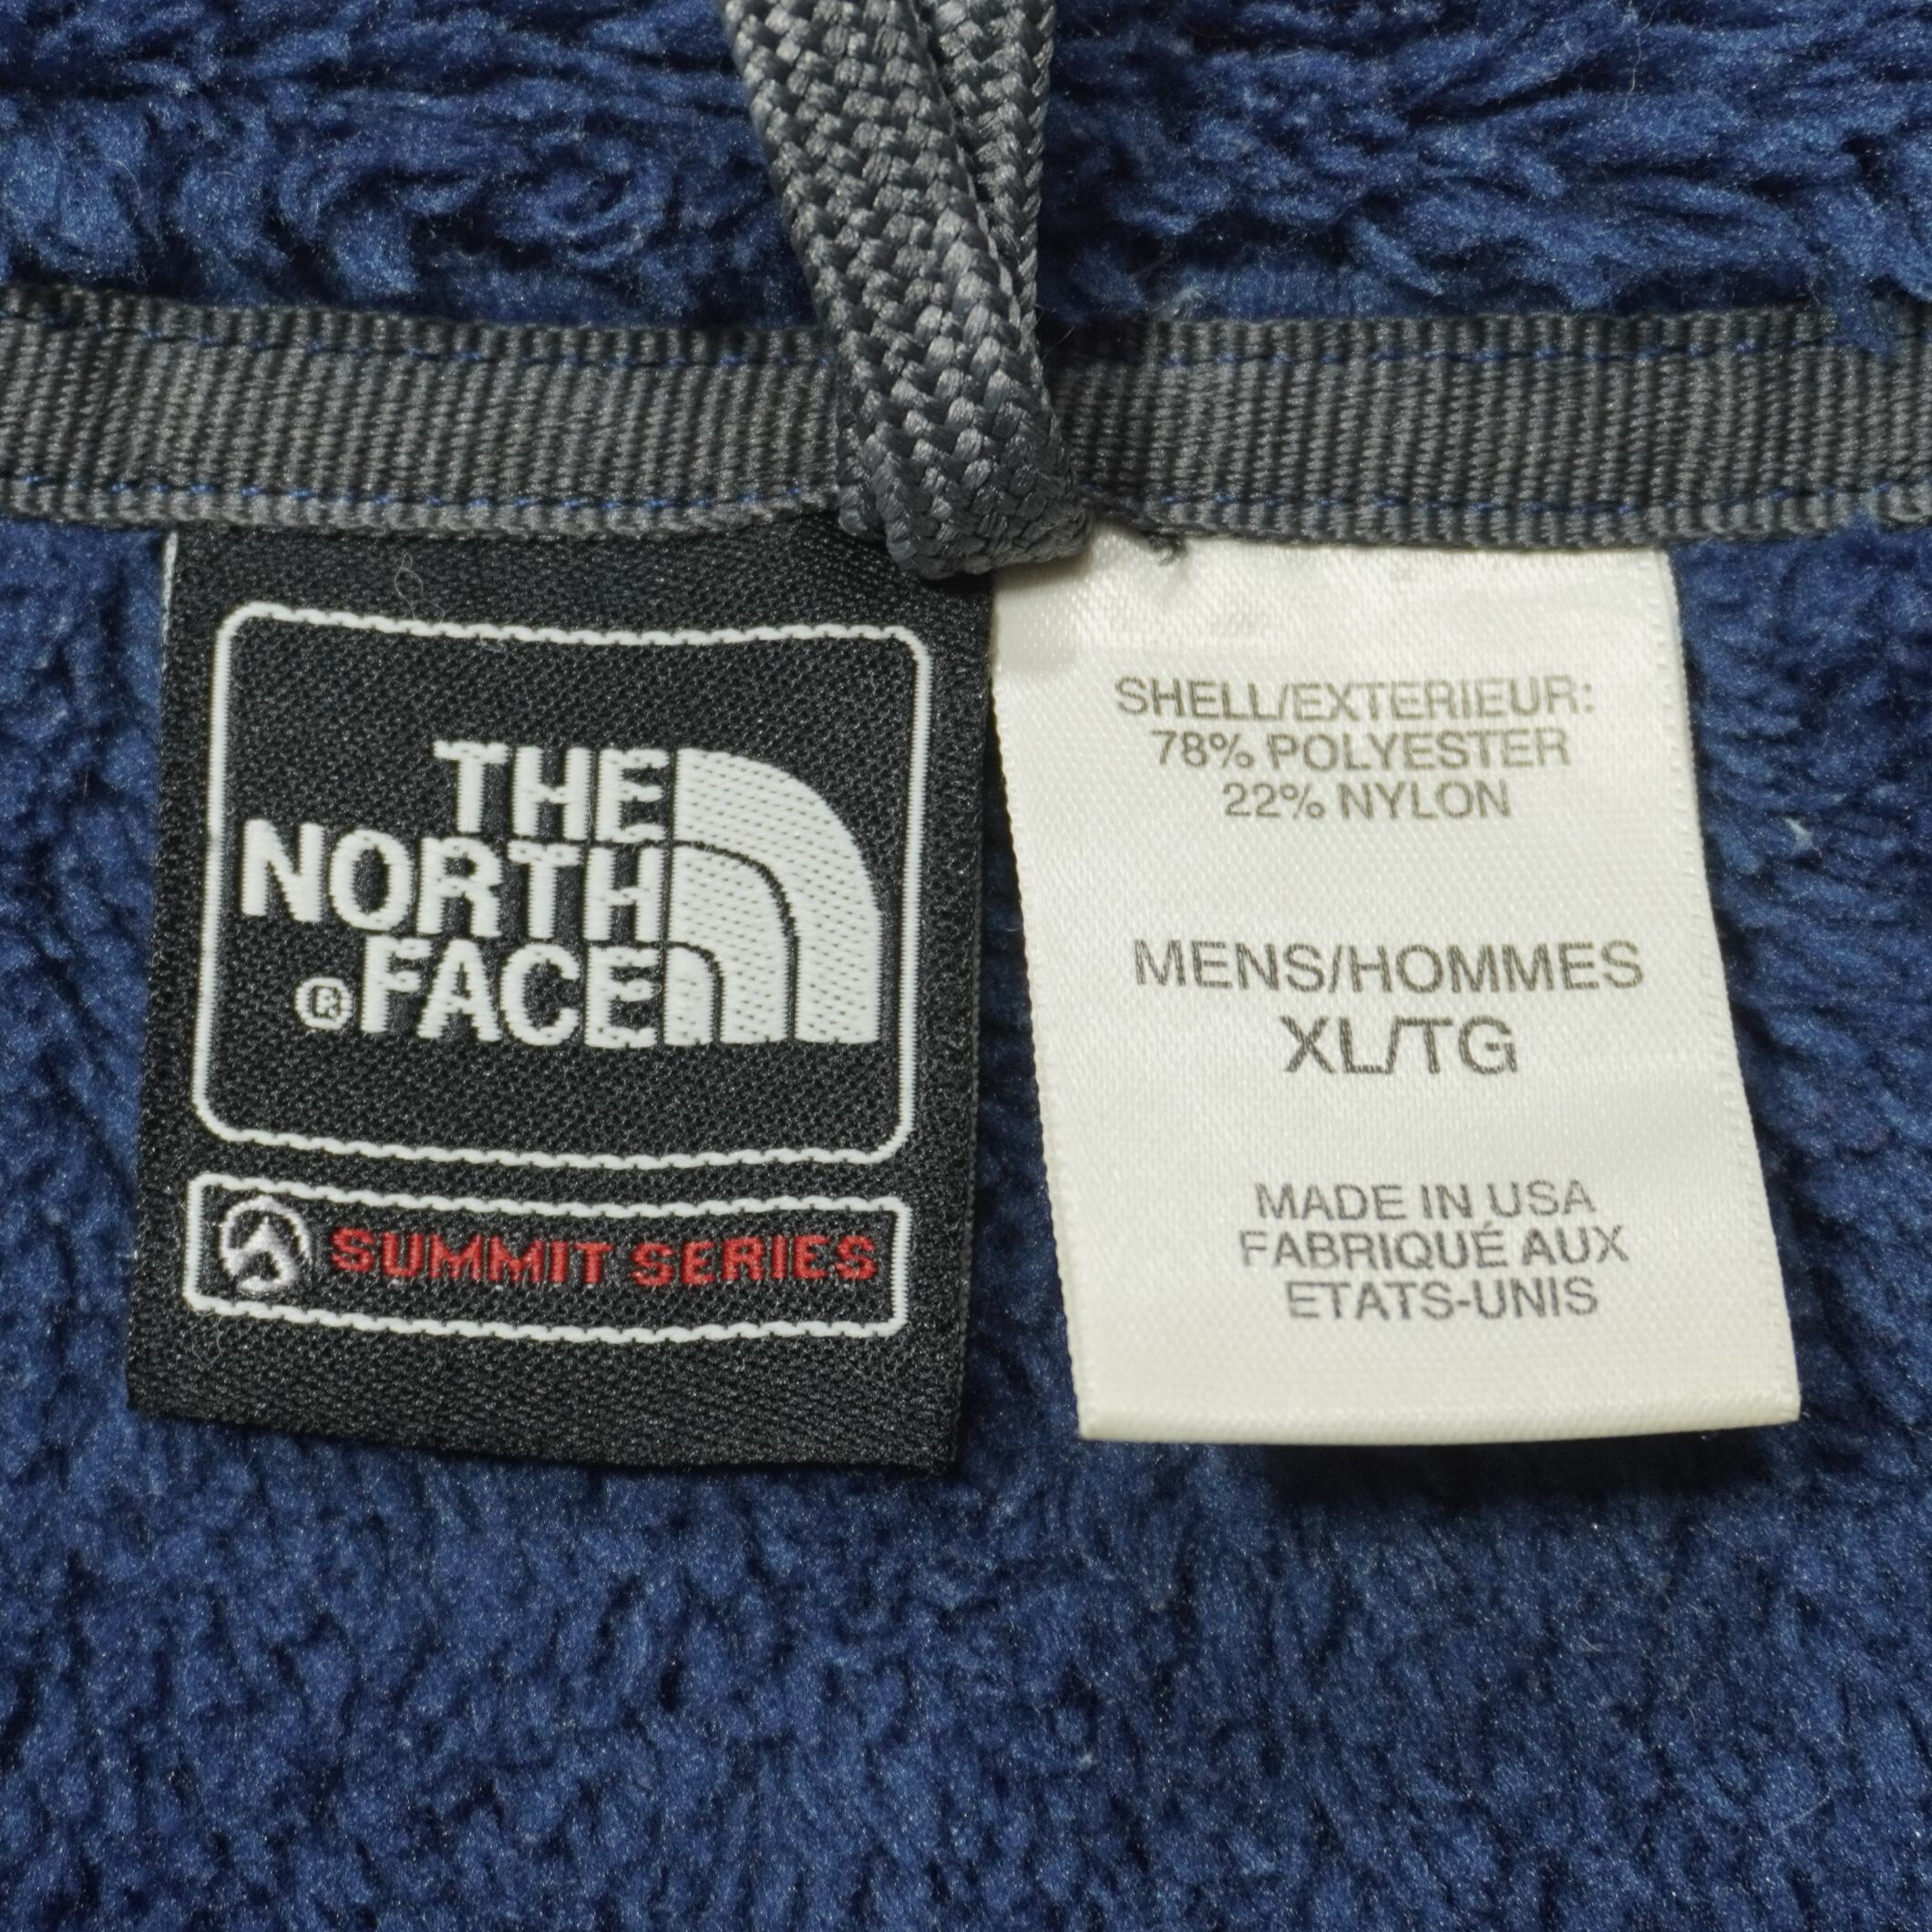 THE
NORTH
®FACE
SUMMIT SERIES
SHELL/EXTERIEUR:
78% POLYESTER
22% NYLON
MENS/HOMMES
XL/TG
MADE IN USA
FABRIQUÉ AUX
ETATS-UNIS